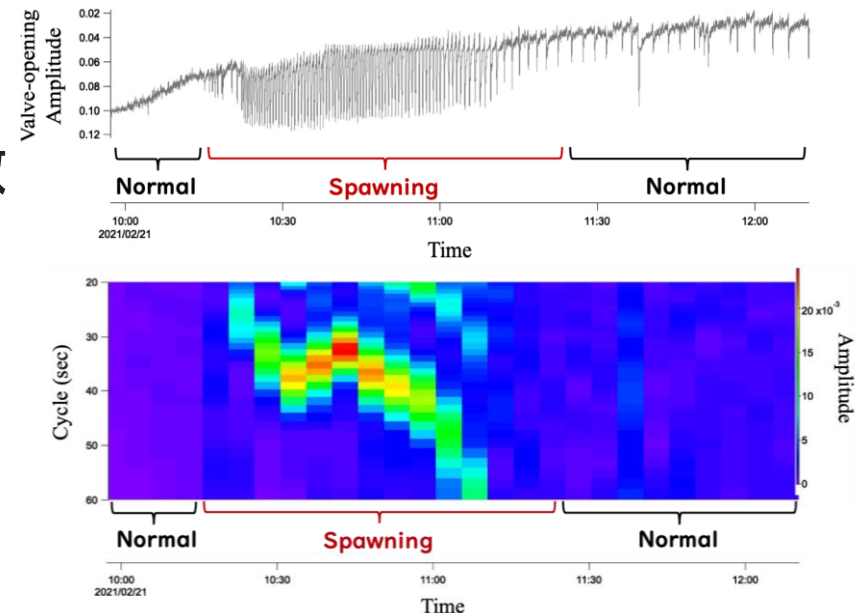 Valve-opening
Amplitude
0.02
0.04
0.06
0.08
0.10
0.12
Normal
Spawning
Normal
10:00
2021/02/21
10:30
11:00
11:30
12:00
Time
Cycle (sec)
20
30
40
50
60
20 x10-3
15
10
5
0
Amplitude
Normal
Spawning
Normal
10:00
2021/02/21
10:30
11:00
11:30
12:00
Time